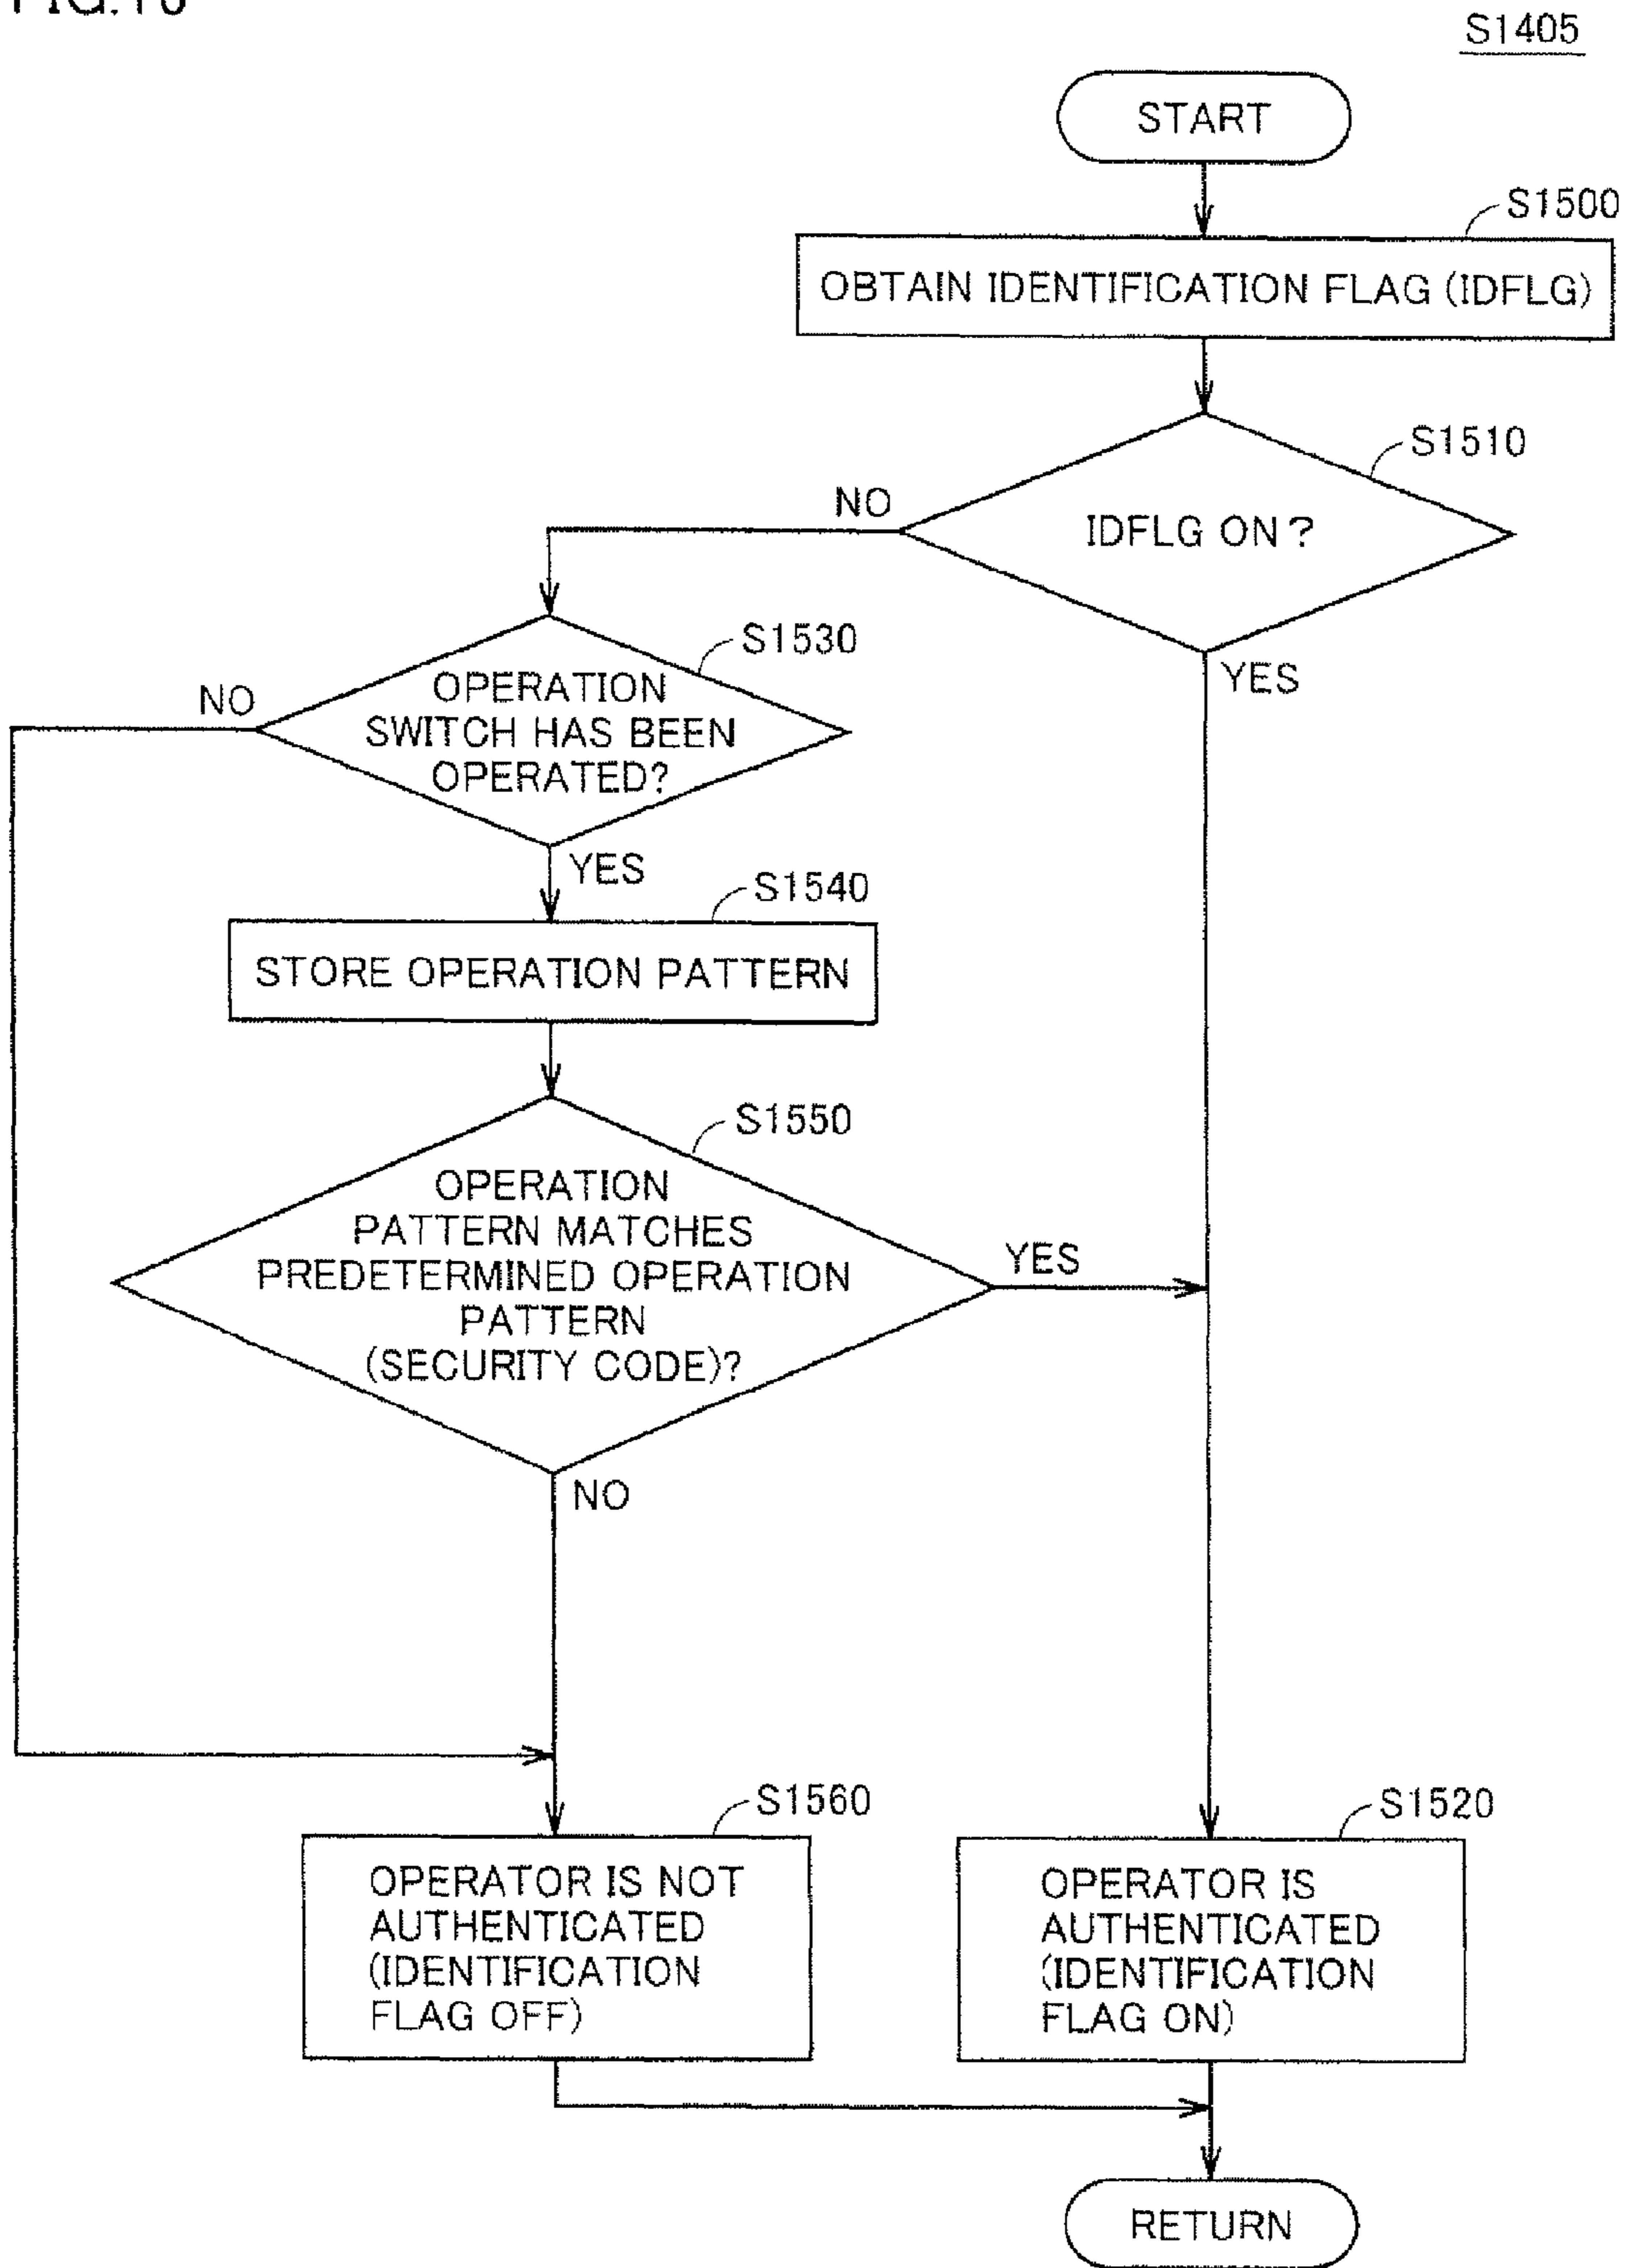 S1405
START
S1500
OBTAIN IDENTIFICATION FLAG (IDFLG)
S1510
NO
IDFLG ON?
YES
S1530
NO
OPERATION
SWITCH HAS BEEN
OPERATED?
YES
S1540
STORE OPERATION PATTERN
S1550
OPERATION
PATTERN MATCHES
PREDETERMINED OPERATION
PATTERN
(SECURITY CODE)?
YES
NO
S1560
OPERATOR IS NOT
AUTHENTICATED
(IDENTIFICATION
FLAG OFF)
S1520
OPERATOR IS
AUTHENTICATED
(IDENTIFICATION
FLAG ON)
RETURN